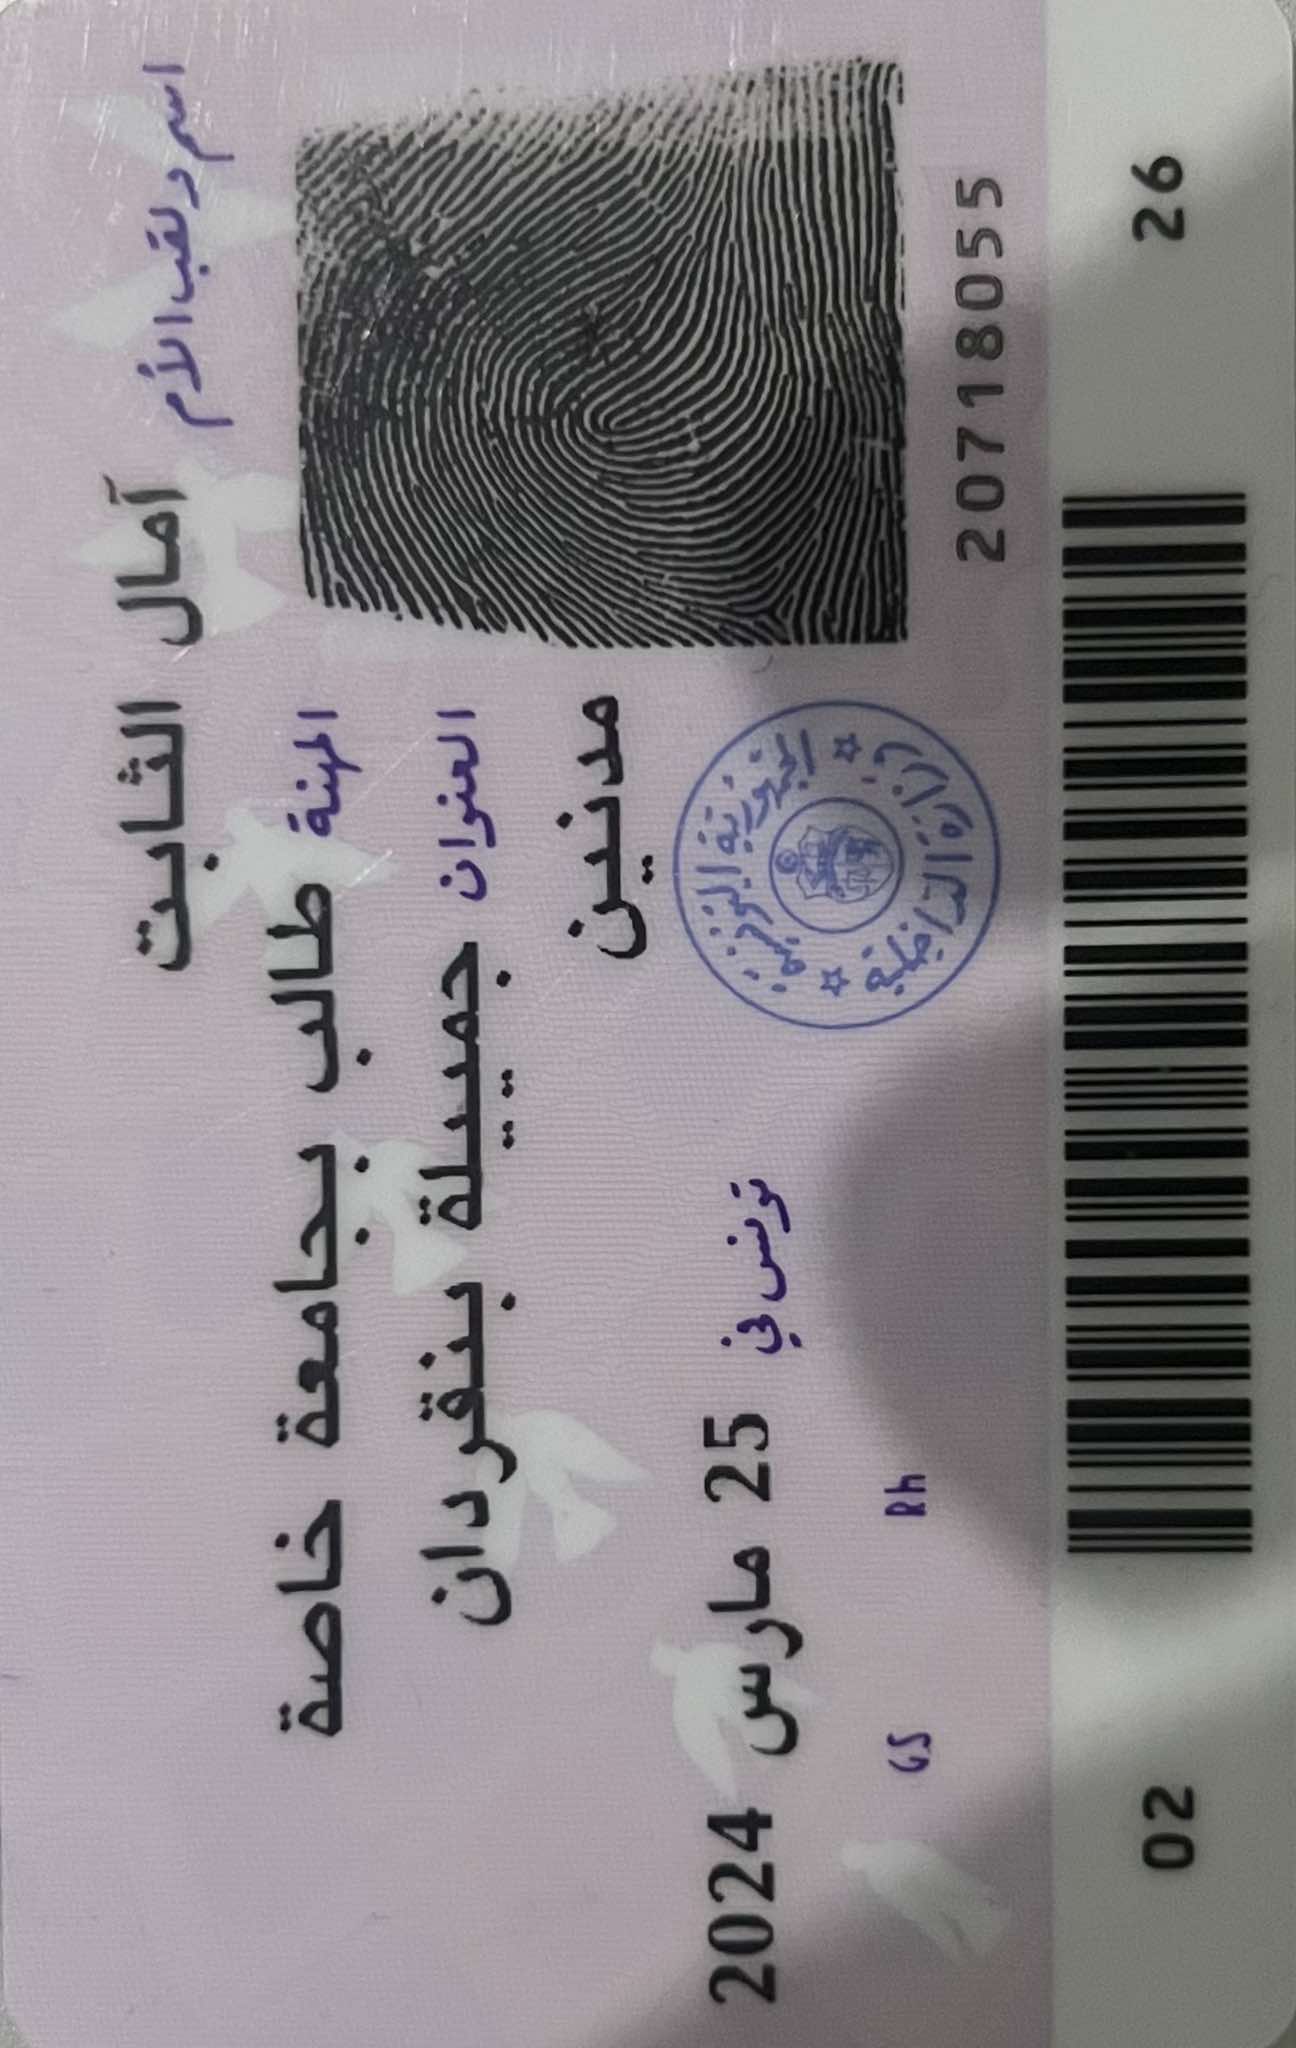 اسم ولقب الأم آمال الثابت
المهنة طالب بجامعة خاصة
العنوان جمييلة بنقردان
مدنين
تونس في 25 مارس 2024
الجمهورية التونسية
وزارة الداخلية
GS Rh
20718055
02 26